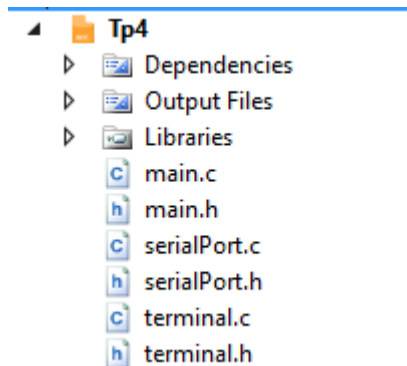 Tp4
Dependencies
Output Files
Libraries
c main.c
h main.h
c serialPort.c
h serialPort.h
c terminal.c
h terminal.h